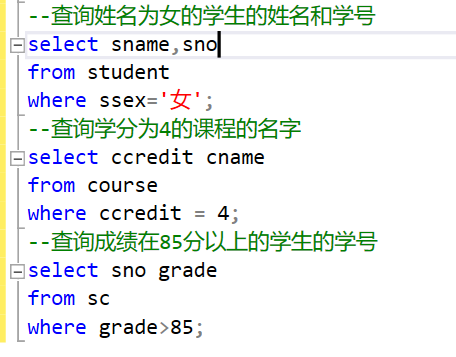 --查询姓名为女的学生的姓名和学号
select sname,sno
from student
where ssex='女';
--查询学分为4的课程的名字
select ccredit cname
from course
where ccredit = 4;
--查询成绩在85分以上的学生的学号
select sno grade
from sc
where grade>85;